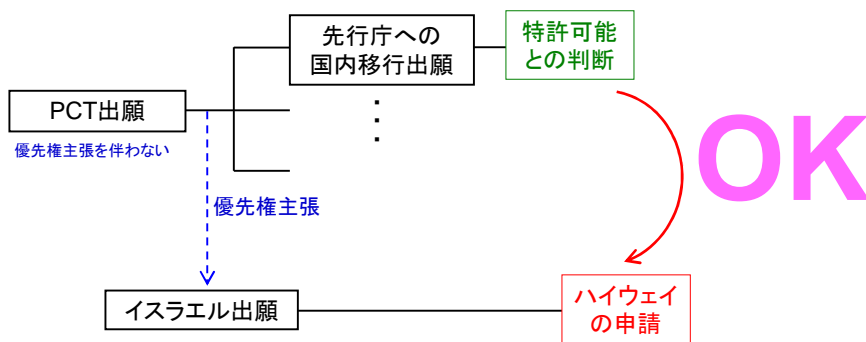 先行庁への
国内移行出願
特許可能
との判断
PCT出願
優先権主張を伴わない
優先権主張
OK
イスラエル出願
ハイウェイ
の申請